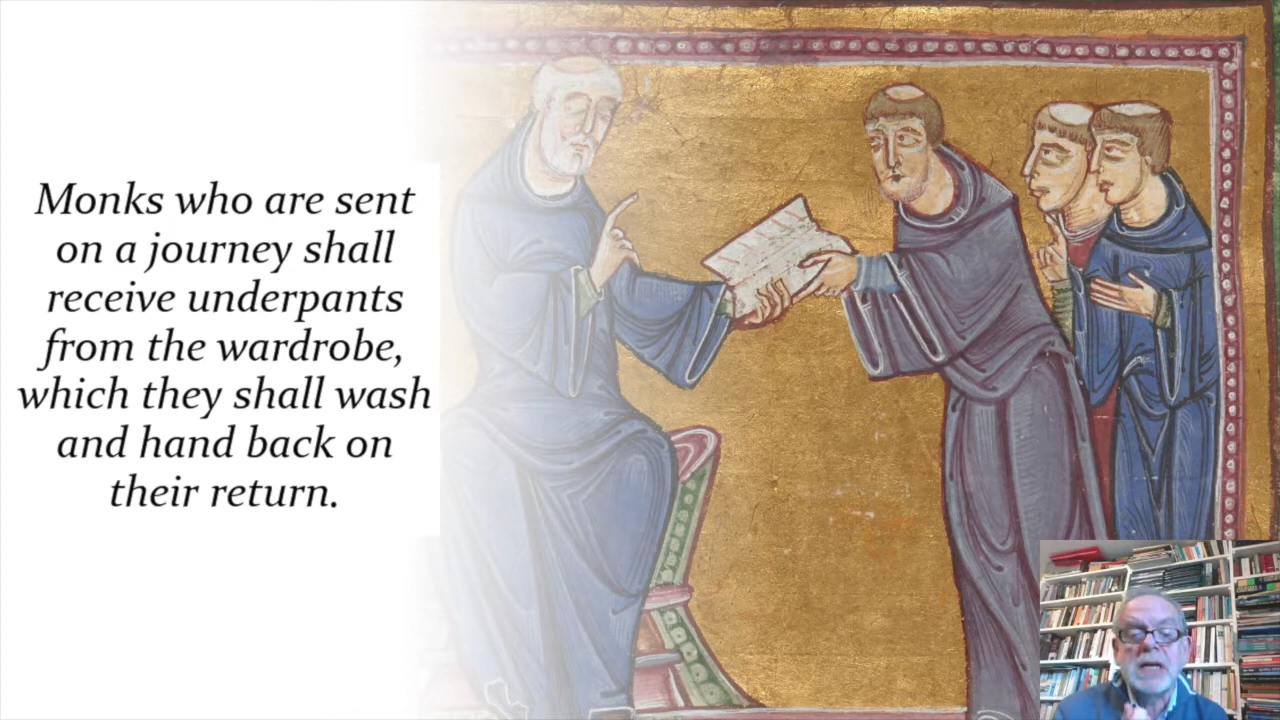 Monks who are sent
on a journey shall
receive underpants
from the wardrobe,
which they shall wash
and hand back on
their return.